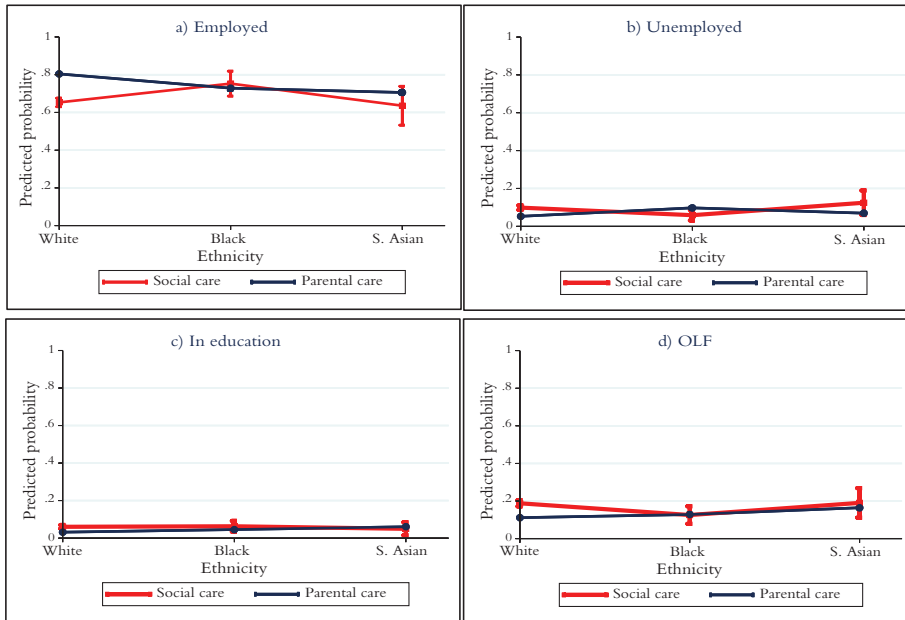 a) Employed
Predicted probability
1
.8
.6
.4
.2
0
White Black S. Asian
Ethnicity
Social care Parental care
b) Unemployed
Predicted probability
1
.8
.6
.4
.2
0
White Black S. Asian
Ethnicity
Social care Parental care
c) In education
Predicted probability
1
.8
.6
.4
.2
0
White Black S. Asian
Ethnicity
Social care Parental care
d) OLF
Predicted probability
1
.8
.6
.4
.2
0
White Black S. Asian
Ethnicity
Social care Parental care